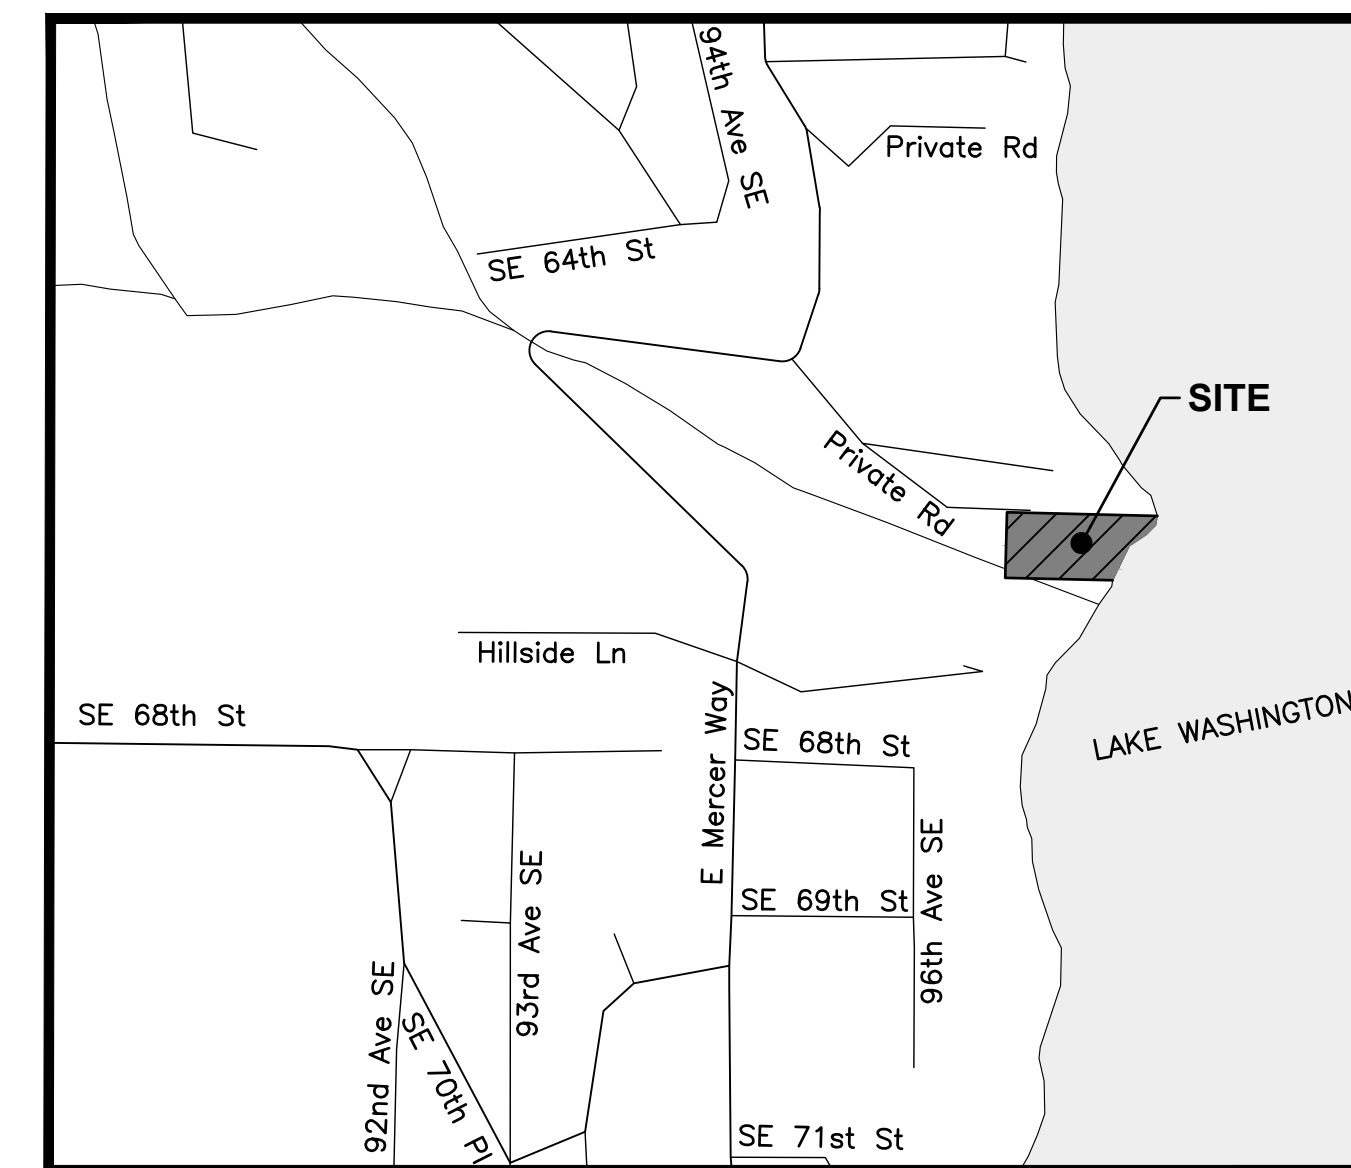 94th Ave SE
Private Rd
SE 64th St
SITE
Private Rd
Hillside Ln
SE 68th St
E Mercer Way
SE 68th St
LAKE WASHINGTON
SE 69th St
96th Ave SE
93rd Ave SE
92nd Ave SE
SE 70th Pl
SE 71st St